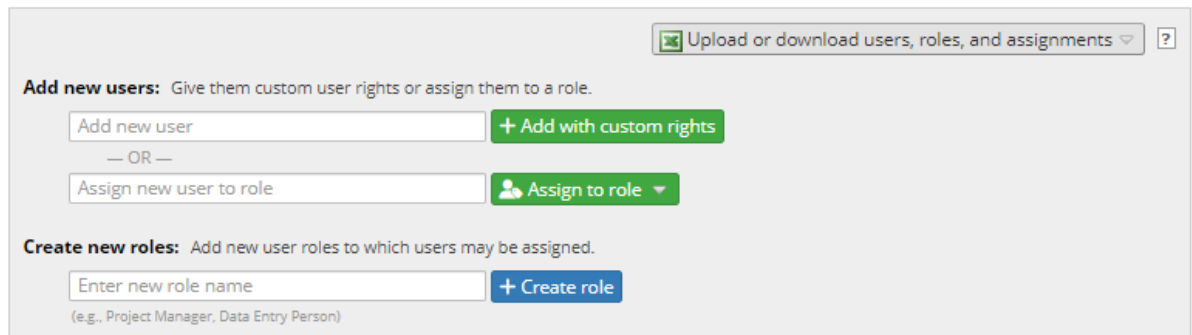 Upload or download users, roles, and assignments ?
Add new users: Give them custom user rights or assign them to a role.
Add new user + Add with custom rights
— OR —
Assign new user to role Assign to role
Create new roles: Add new user roles to which users may be assigned.
Enter new role name + Create role
(e.g., Project Manager, Data Entry Person)